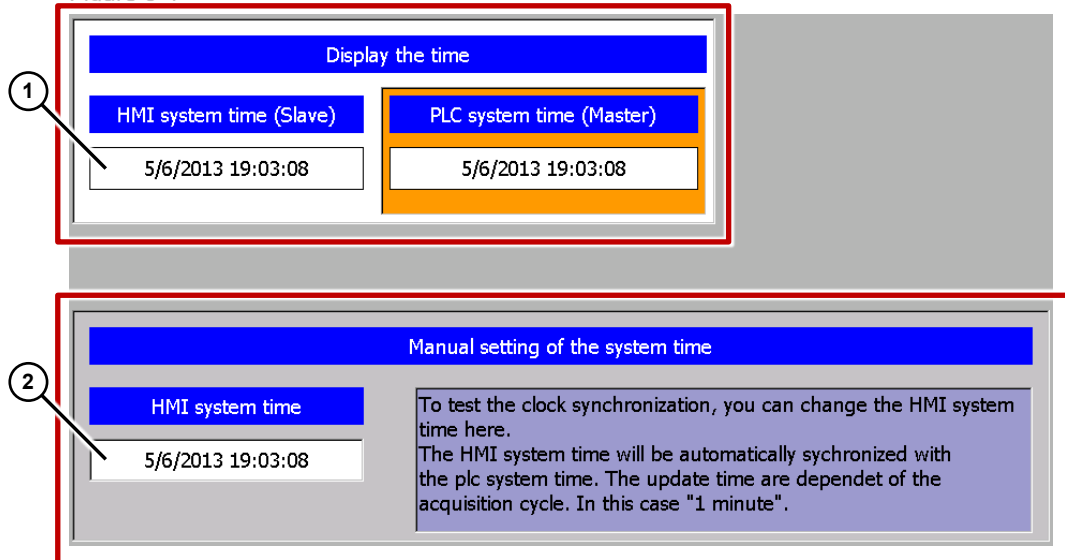 Display the time
1
HMI system time (Slave)
PLC system time (Master)
5/6/2013 19:03:08
5/6/2013 19:03:08
Manual setting of the system time
2
HMI system time
5/6/2013 19:03:08
To test the clock synchronization, you can change the HMI system
time here.
The HMI system time will be automatically sychronized with
the plc system time. The update time are dependet of the
acquisition cycle. In this case "1 minute".